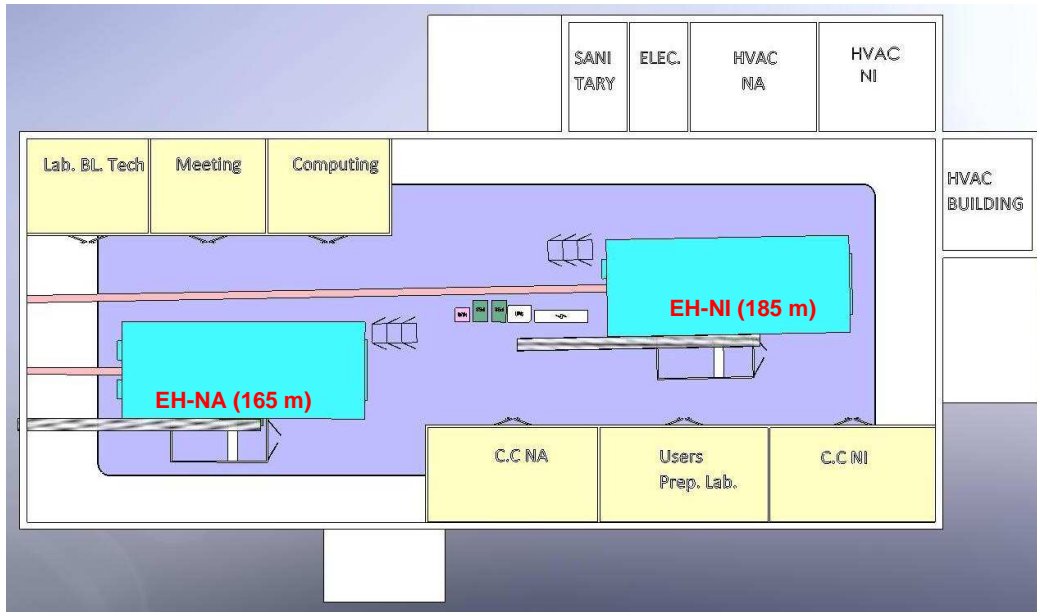 SANI
TARY
ELEC.
HVAC
NA
HVAC
NI
Lab. BL. Tech
Meeting
Computing
HVAC
BUILDING
EH-NI (185 m)
EH-NA (165 m)
C.C NA
Users
Prep. Lab.
C.C NI